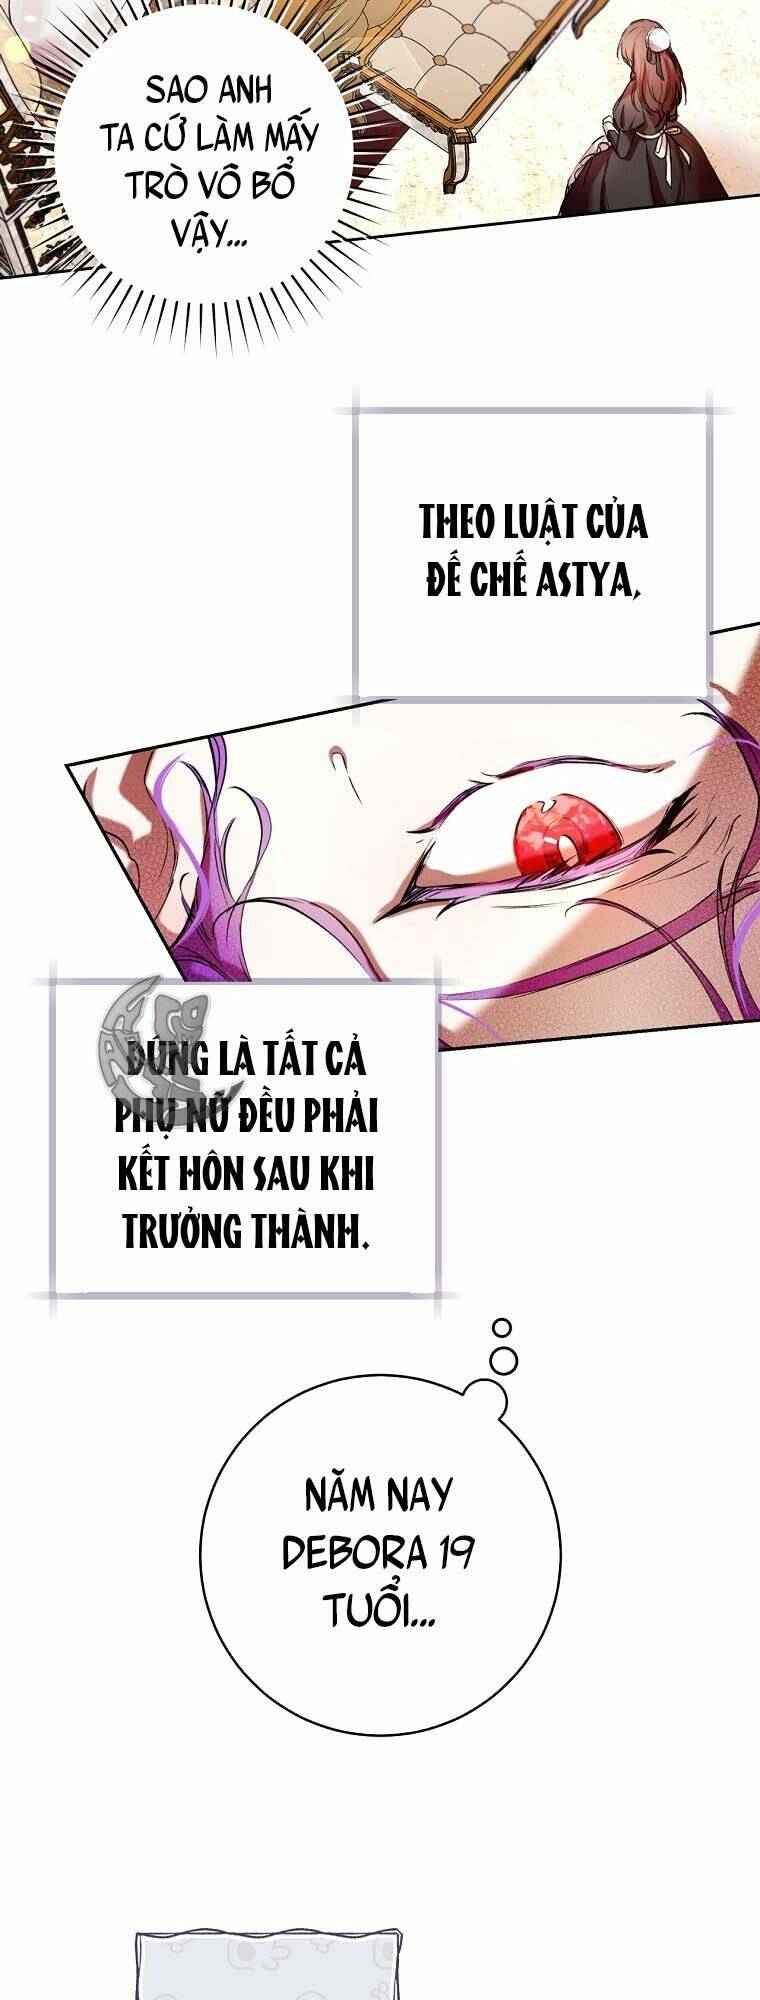 SAO ANH
TA CỨ LÀM MẤY
TRÒ VÔ BỔ
VẬY...
THEO LUẬT CỦA
ĐẾ CHẾ ASTYA,
ĐÚNG LÀ TẤT CẢ
PHỤ NỮ ĐỀU PHẢI
KẾT HÔN SAU KHI
TRƯỞNG THÀNH.
NĂM NAY
DEBORA 19
TUỔI...